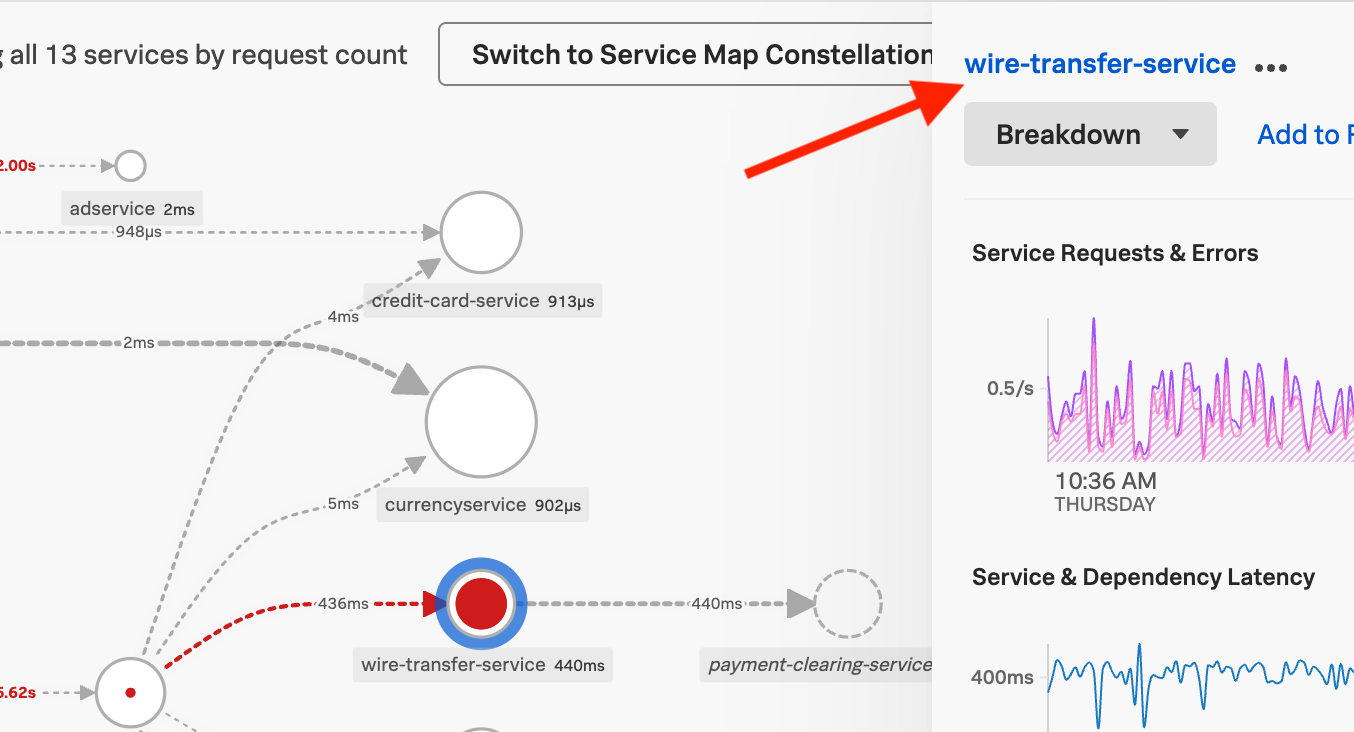 all 13 services by request count
Switch to Service Map Constellation
wire-transfer-service
Breakdown
Add to
2.00s
adservice 2ms
948µs
credit-card-service 913µs
4ms
2ms
currencyservice 902µs
5ms
436ms
440ms
wire-transfer-service 440ms
payment-clearing-service
5.62s
Service Requests & Errors
0.5/s
10:36 AM
THURSDAY
Service & Dependency Latency
400ms